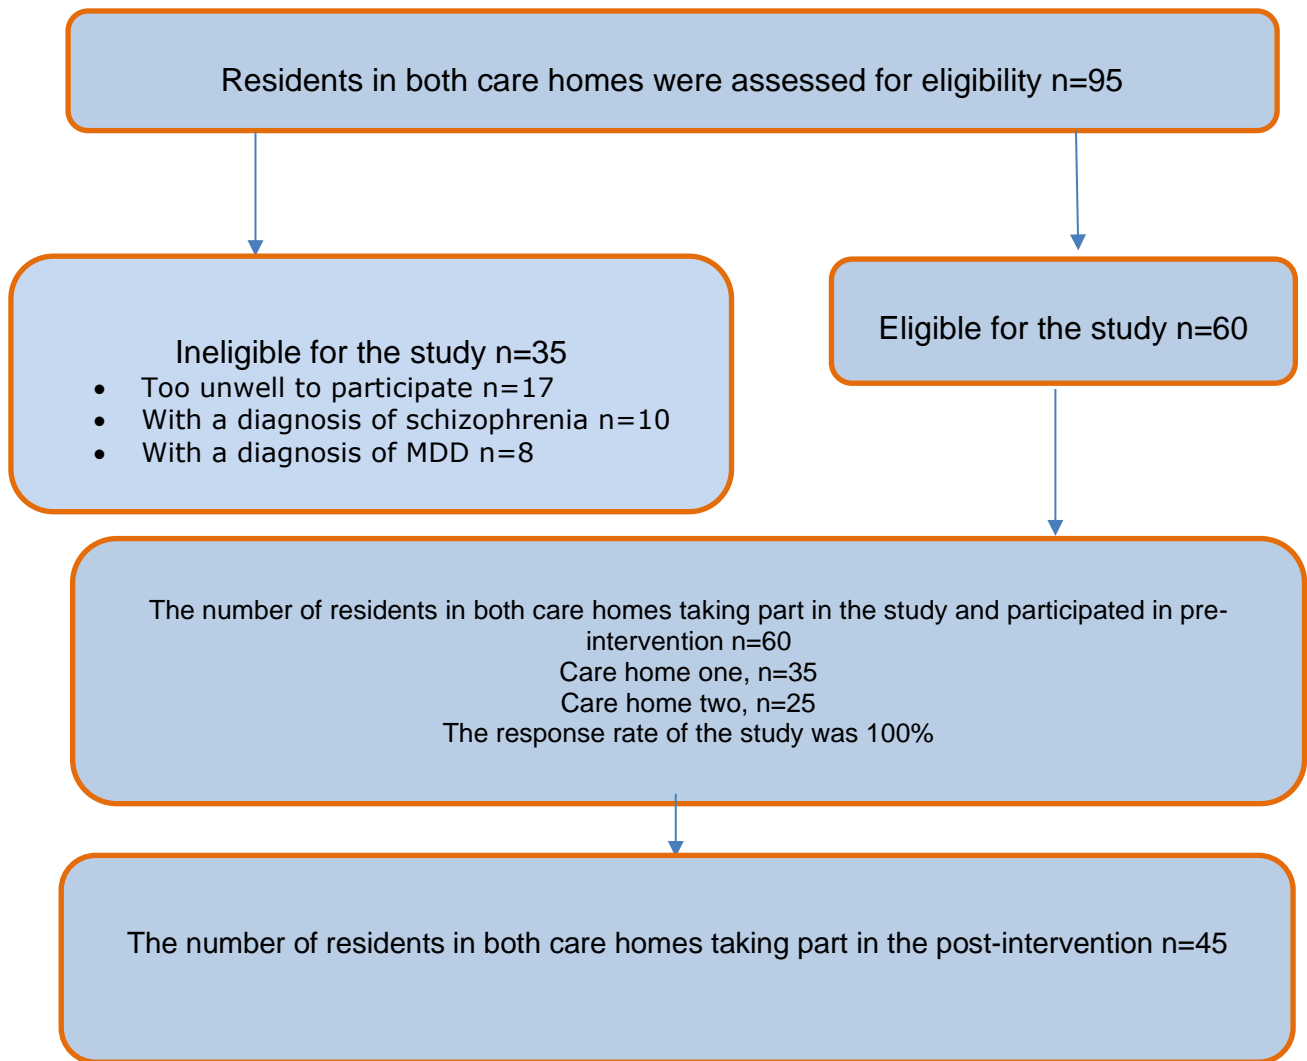 Residents in both care homes were assessed for eligibility n=95
Ineligible for the study n=35
• Too unwell to participate n=17
• With a diagnosis of schizophrenia n=10
• With a diagnosis of MDD n=8
Eligible for the study n=60
The number of residents in both care homes taking part in the study and participated in pre-
intervention n=60
Care home one, n=35
Care home two, n=25
The response rate of the study was 100%
The number of residents in both care homes taking part in the post-intervention n=45